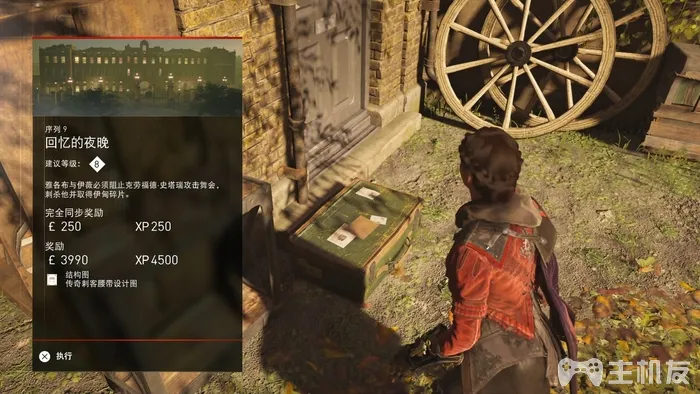 序列 9
回忆的夜晚
建议等级： 8
雅各布与伊薇必须阻止克劳福德·史塔瑞攻击舞会，
刺杀他并取得伊甸碎片。
完全同步奖励
￡ 250 XP 250
奖励
￡ 3990 XP 4500
结构图
传奇刺客腰带设计图
执行
主机友